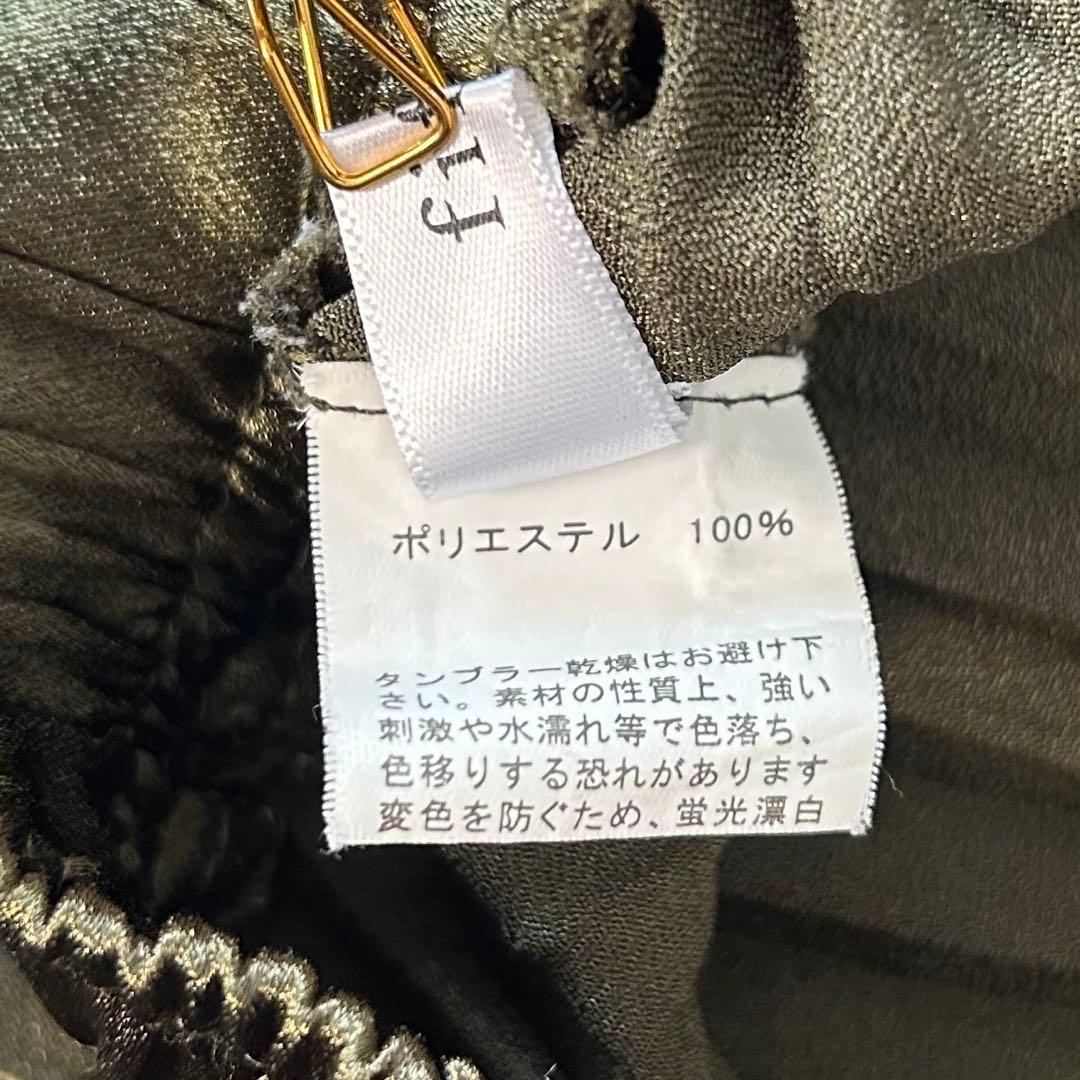 ポリエステル 100%
タンブラー乾燥はお避け下
さい。素材の性質上、強い
刺激や水濡れ等で色落ち、
色移りする恐れがあります
変色を防ぐため、蛍光漂白